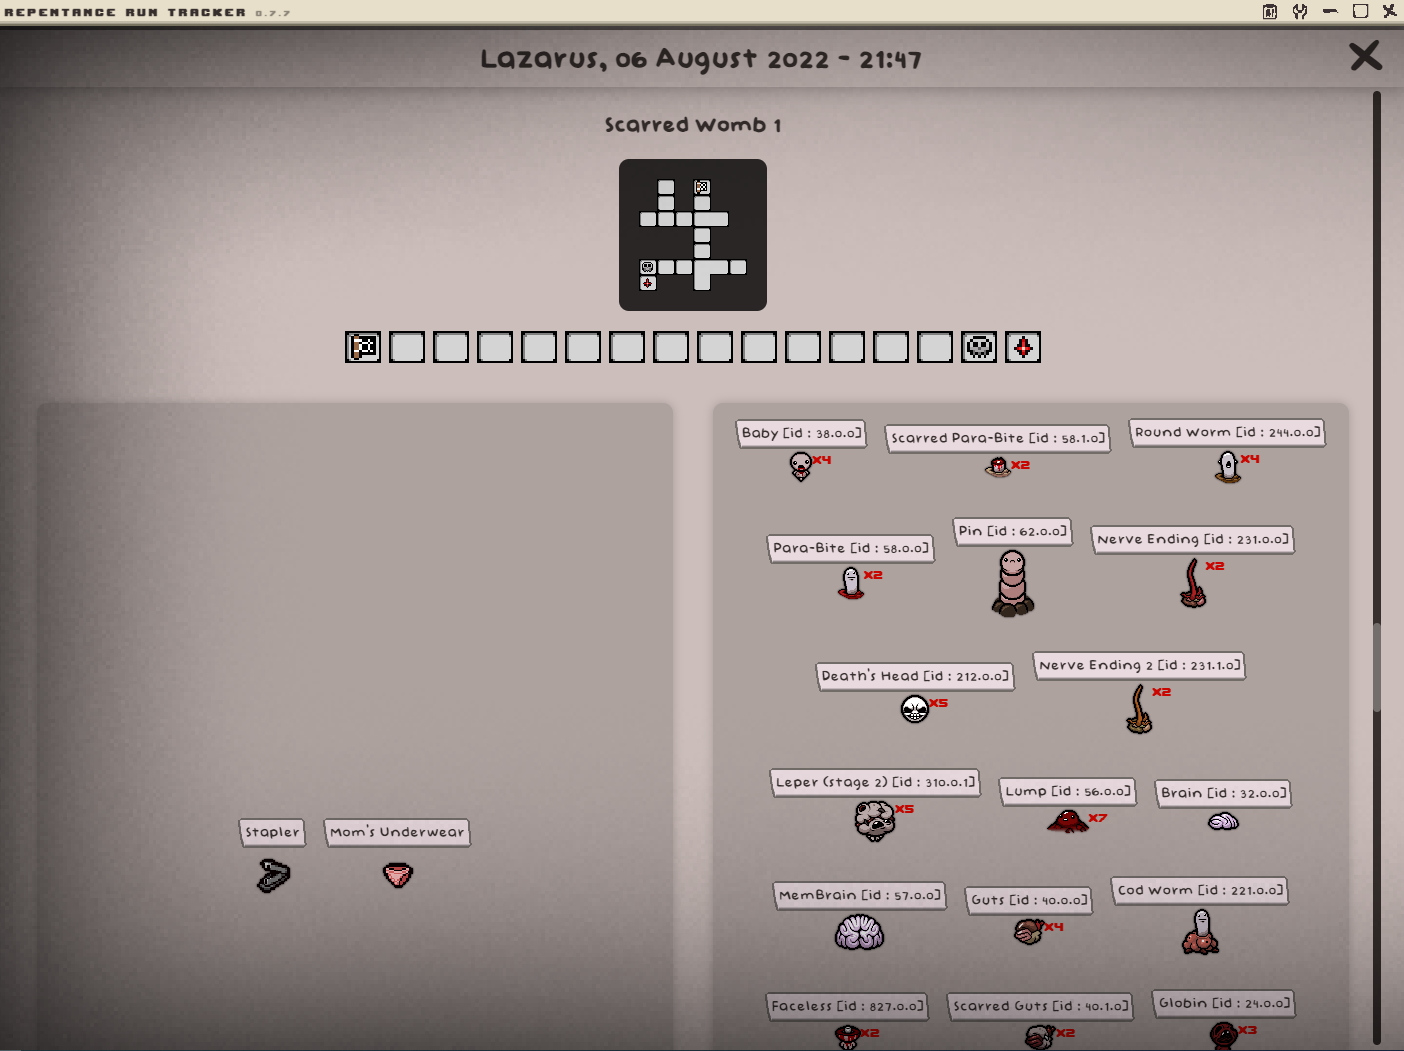 REPENTANCE RUN TRACKER 0.7.7
Lazarus, 06 August 2022 - 21:47
Scarred Womb 1
Stapler
Mom's Underwear
Baby [id : 38.0.0]
X4
Scarred Para-Bite [id : 58.1.0]
X2
Round Worm [id : 244.0.0]
X4
Para-Bite [id : 58.0.0]
X2
Pin [id : 62.0.0]
Nerve Ending [id : 231.0.0]
X2
Death's Head [id : 212.0.0]
X5
Nerve Ending 2 [id : 231.1.0]
X2
Leper (stage 2) [id : 310.0.1]
X5
Lump [id : 56.0.0]
X7
Brain [id : 32.0.0]
MemBrain [id : 57.0.0]
Guts [id : 40.0.0]
X4
Cod Worm [id : 221.0.0]
Faceless [id : 827.0.0]
X2
Scarred Guts [id : 40.1.0]
X2
Globin [id : 24.0.0]
X3